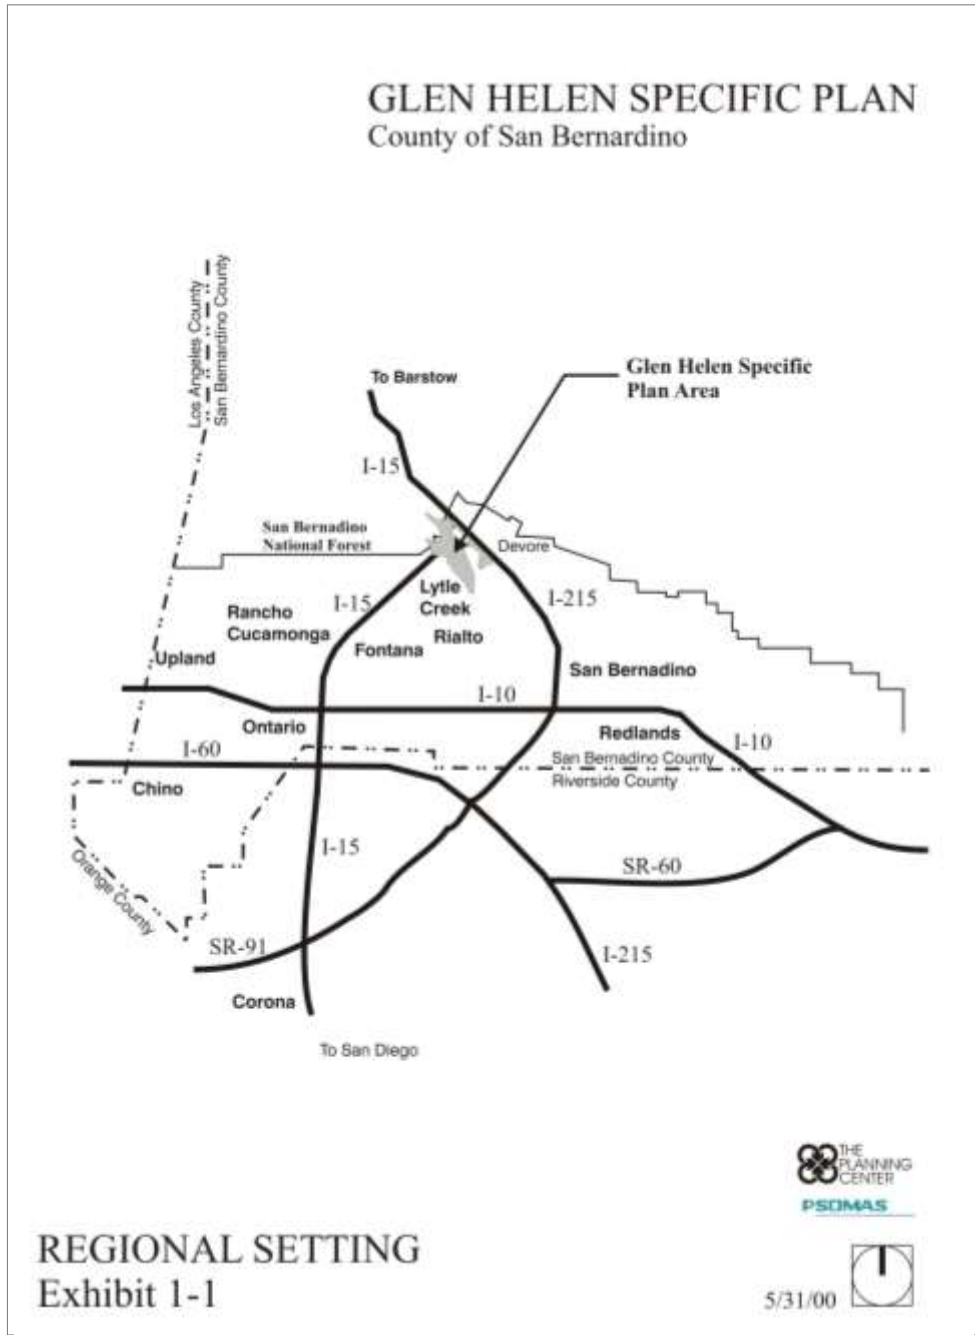 GLEN HELEN SPECIFIC PLAN
County of San Bernardino
Los Angeles County
San Bernardino County
To Barstow
Glen Helen Specific
Plan Area
I-15
San Bernadino
National Forest
Devore
Lytle
Creek
I-15
I-215
Rancho
Cucamonga
Rialto
Fontana
Upland
San Bernadino
I-10
Ontario
Redlands
I-10
I-60
San Bernadino County
Riverside County
Chino
I-15
Orange County
SR-60
SR-91
I-215
Corona
To San Diego
THE
PLANNING
CENTER
PSOMAS
REGIONAL SETTING
Exhibit 1-1
5/31/00